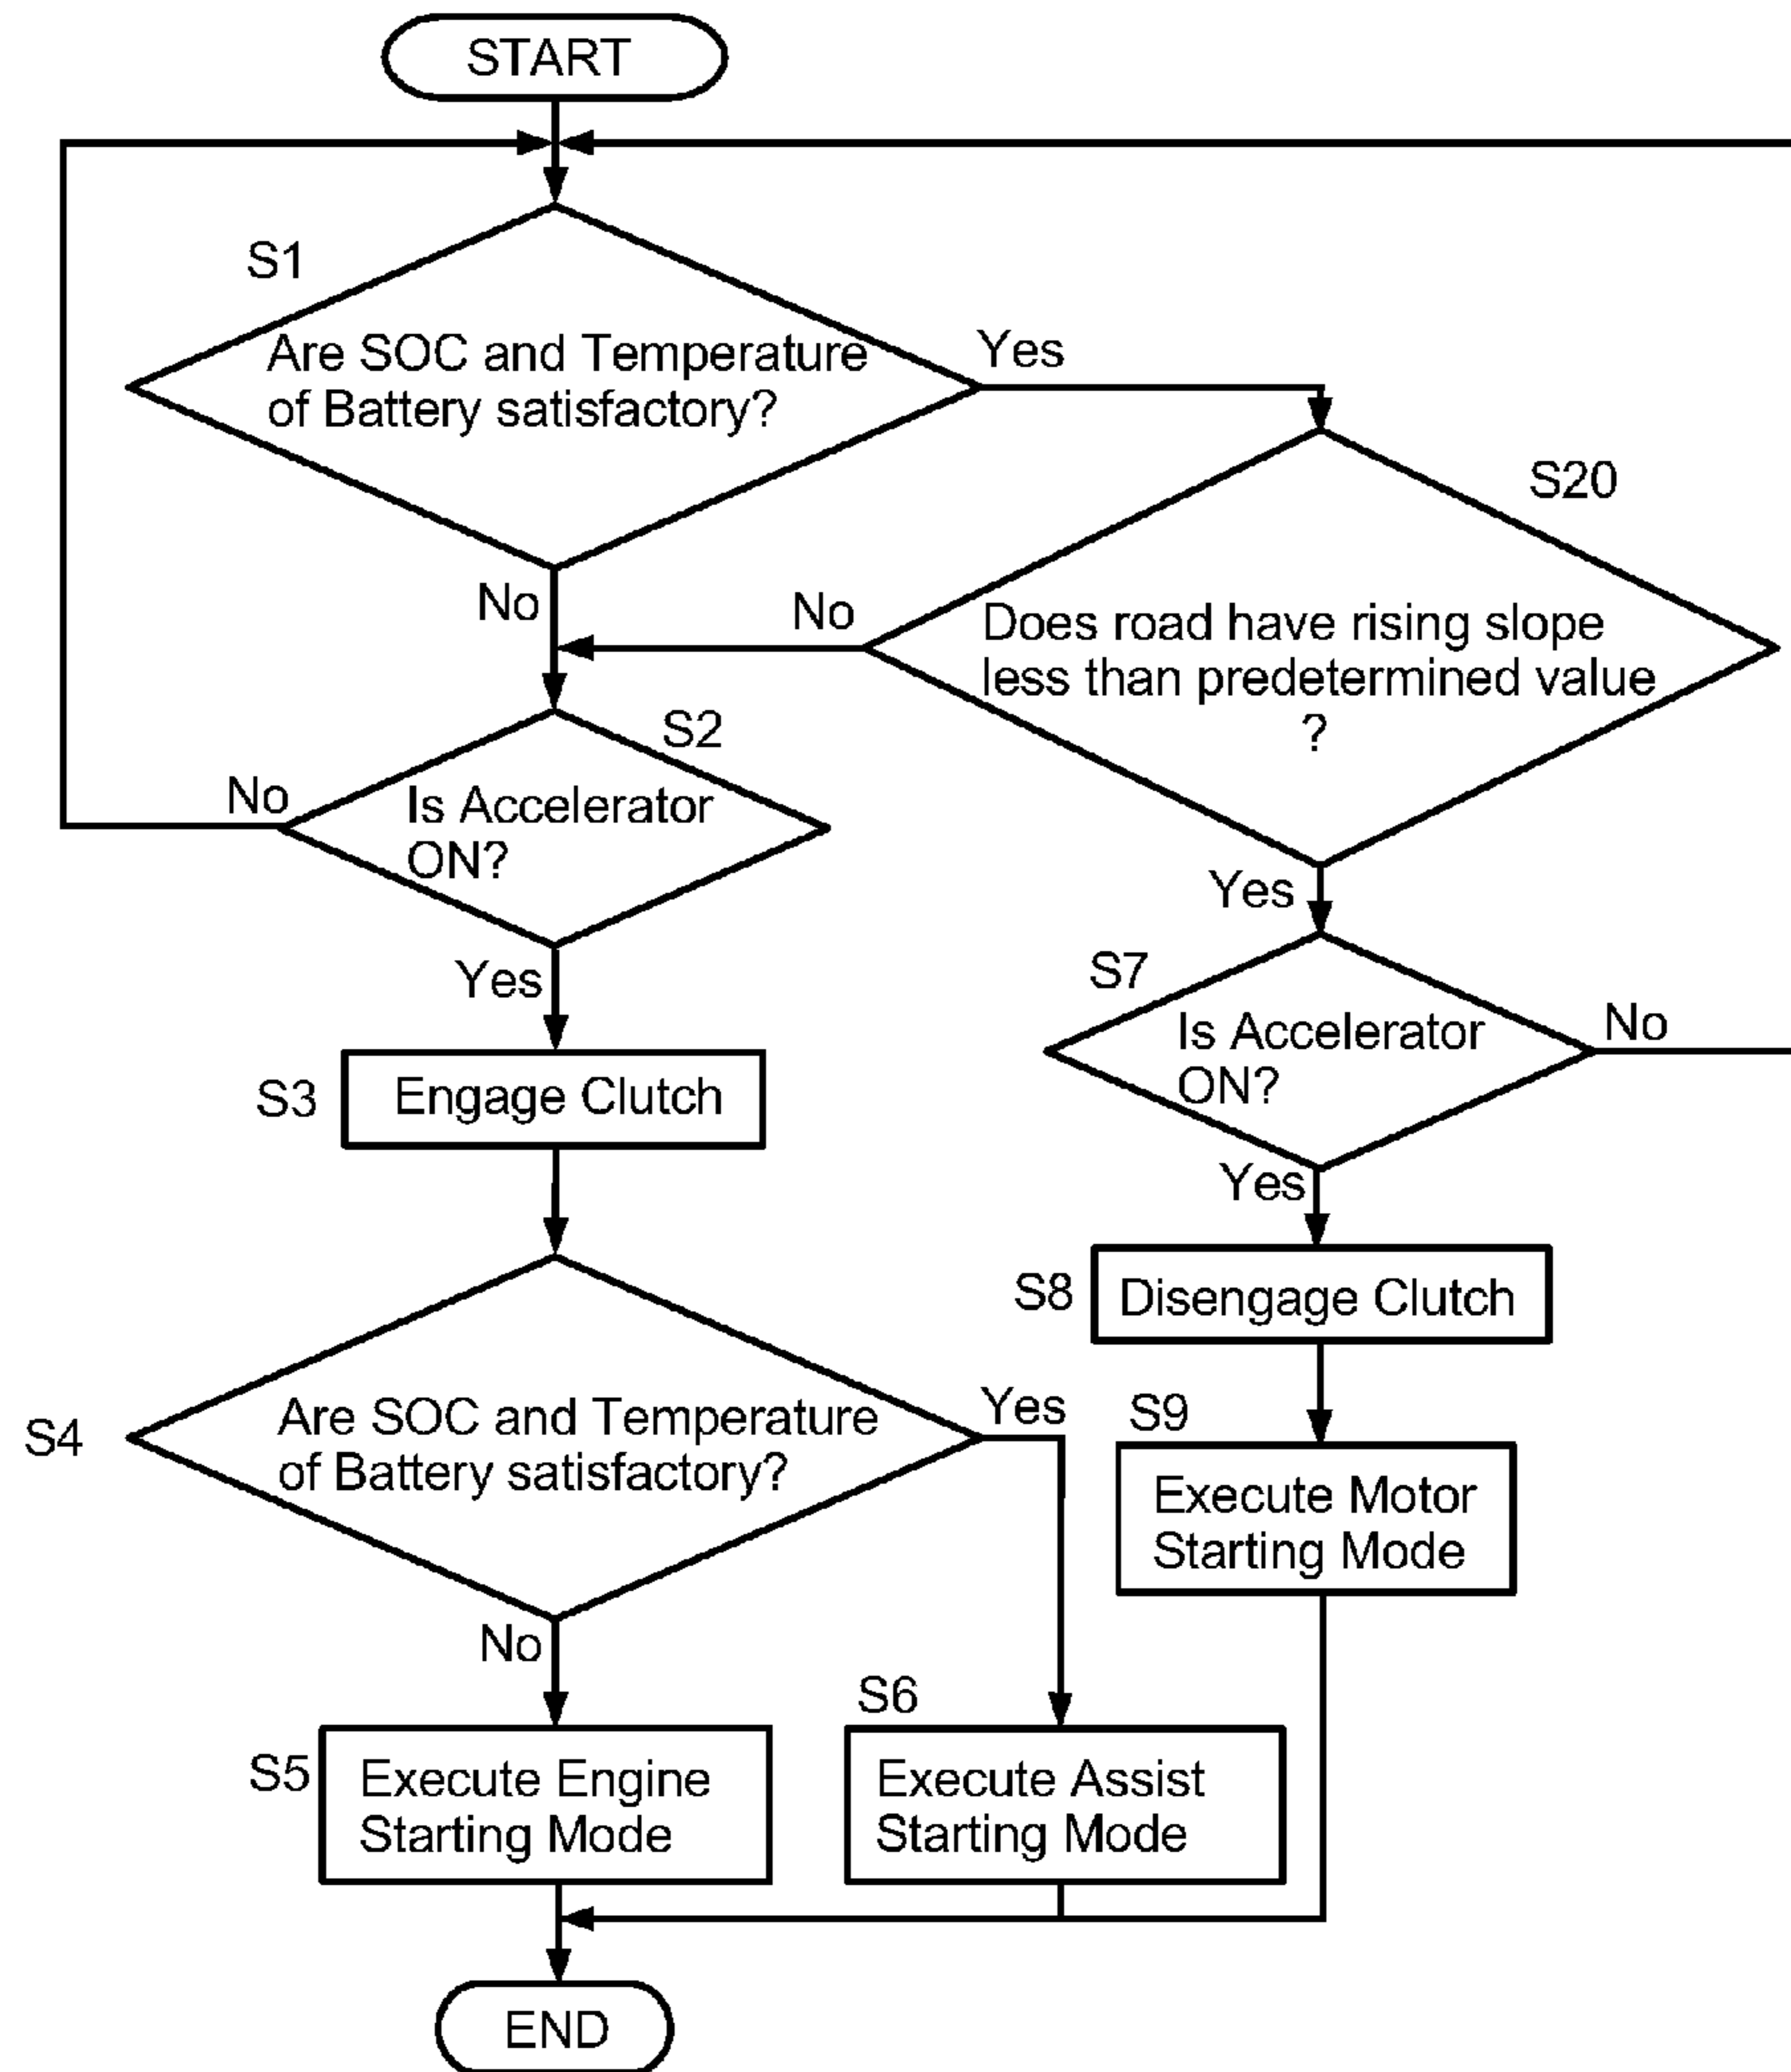 START
S1
Are SOC and Temperature
of Battery satisfactory?
Yes
No
S20
Does road have rising slope
less than predetermined value
?
No
Yes
S2
Is Accelerator
ON?
No
Yes
S7
Is Accelerator
ON?
No
Yes
S3
Engage Clutch
S8
Disengage Clutch
S4
Are SOC and Temperature
of Battery satisfactory?
Yes
No
S9
Execute Motor
Starting Mode
S5
Execute Engine
Starting Mode
S6
Execute Assist
Starting Mode
END